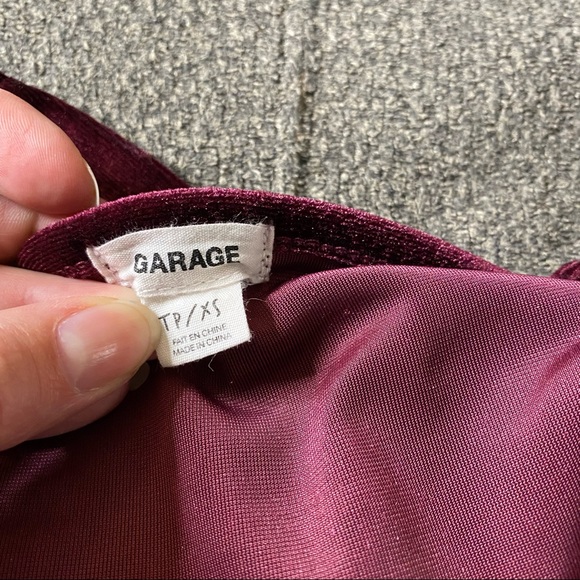 GARAGE
TP/XS
FAIT EN CHINE
MADE IN CHINA